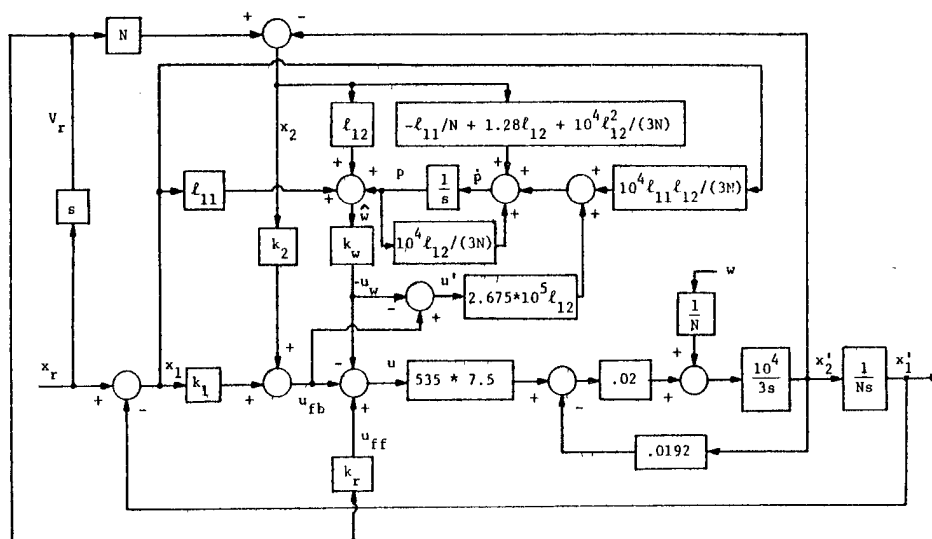 N
+
-
V_r
x_2
ℓ_12
-ℓ_11/N + 1.28ℓ_12 + 10^4ℓ_12^2/(3N)
s
ℓ_11
+
+
+
p
1/s
ṗ
+
+
+
+
+
10^4ℓ_11ℓ_12/(3N)
ŵ
k_2
k_w
10^4ℓ_12/(3N)
-u_w
-
u'
+
2.675*10^5ℓ_12
w
1/N
x_r
+
-
x_1
k_1
+
+
u_fb
-
+
+
u
535 * 7.5
+
-
.02
+
+
10^4/3s
x_2'
1/Ns
x_1'
u_ff
.0192
k_r